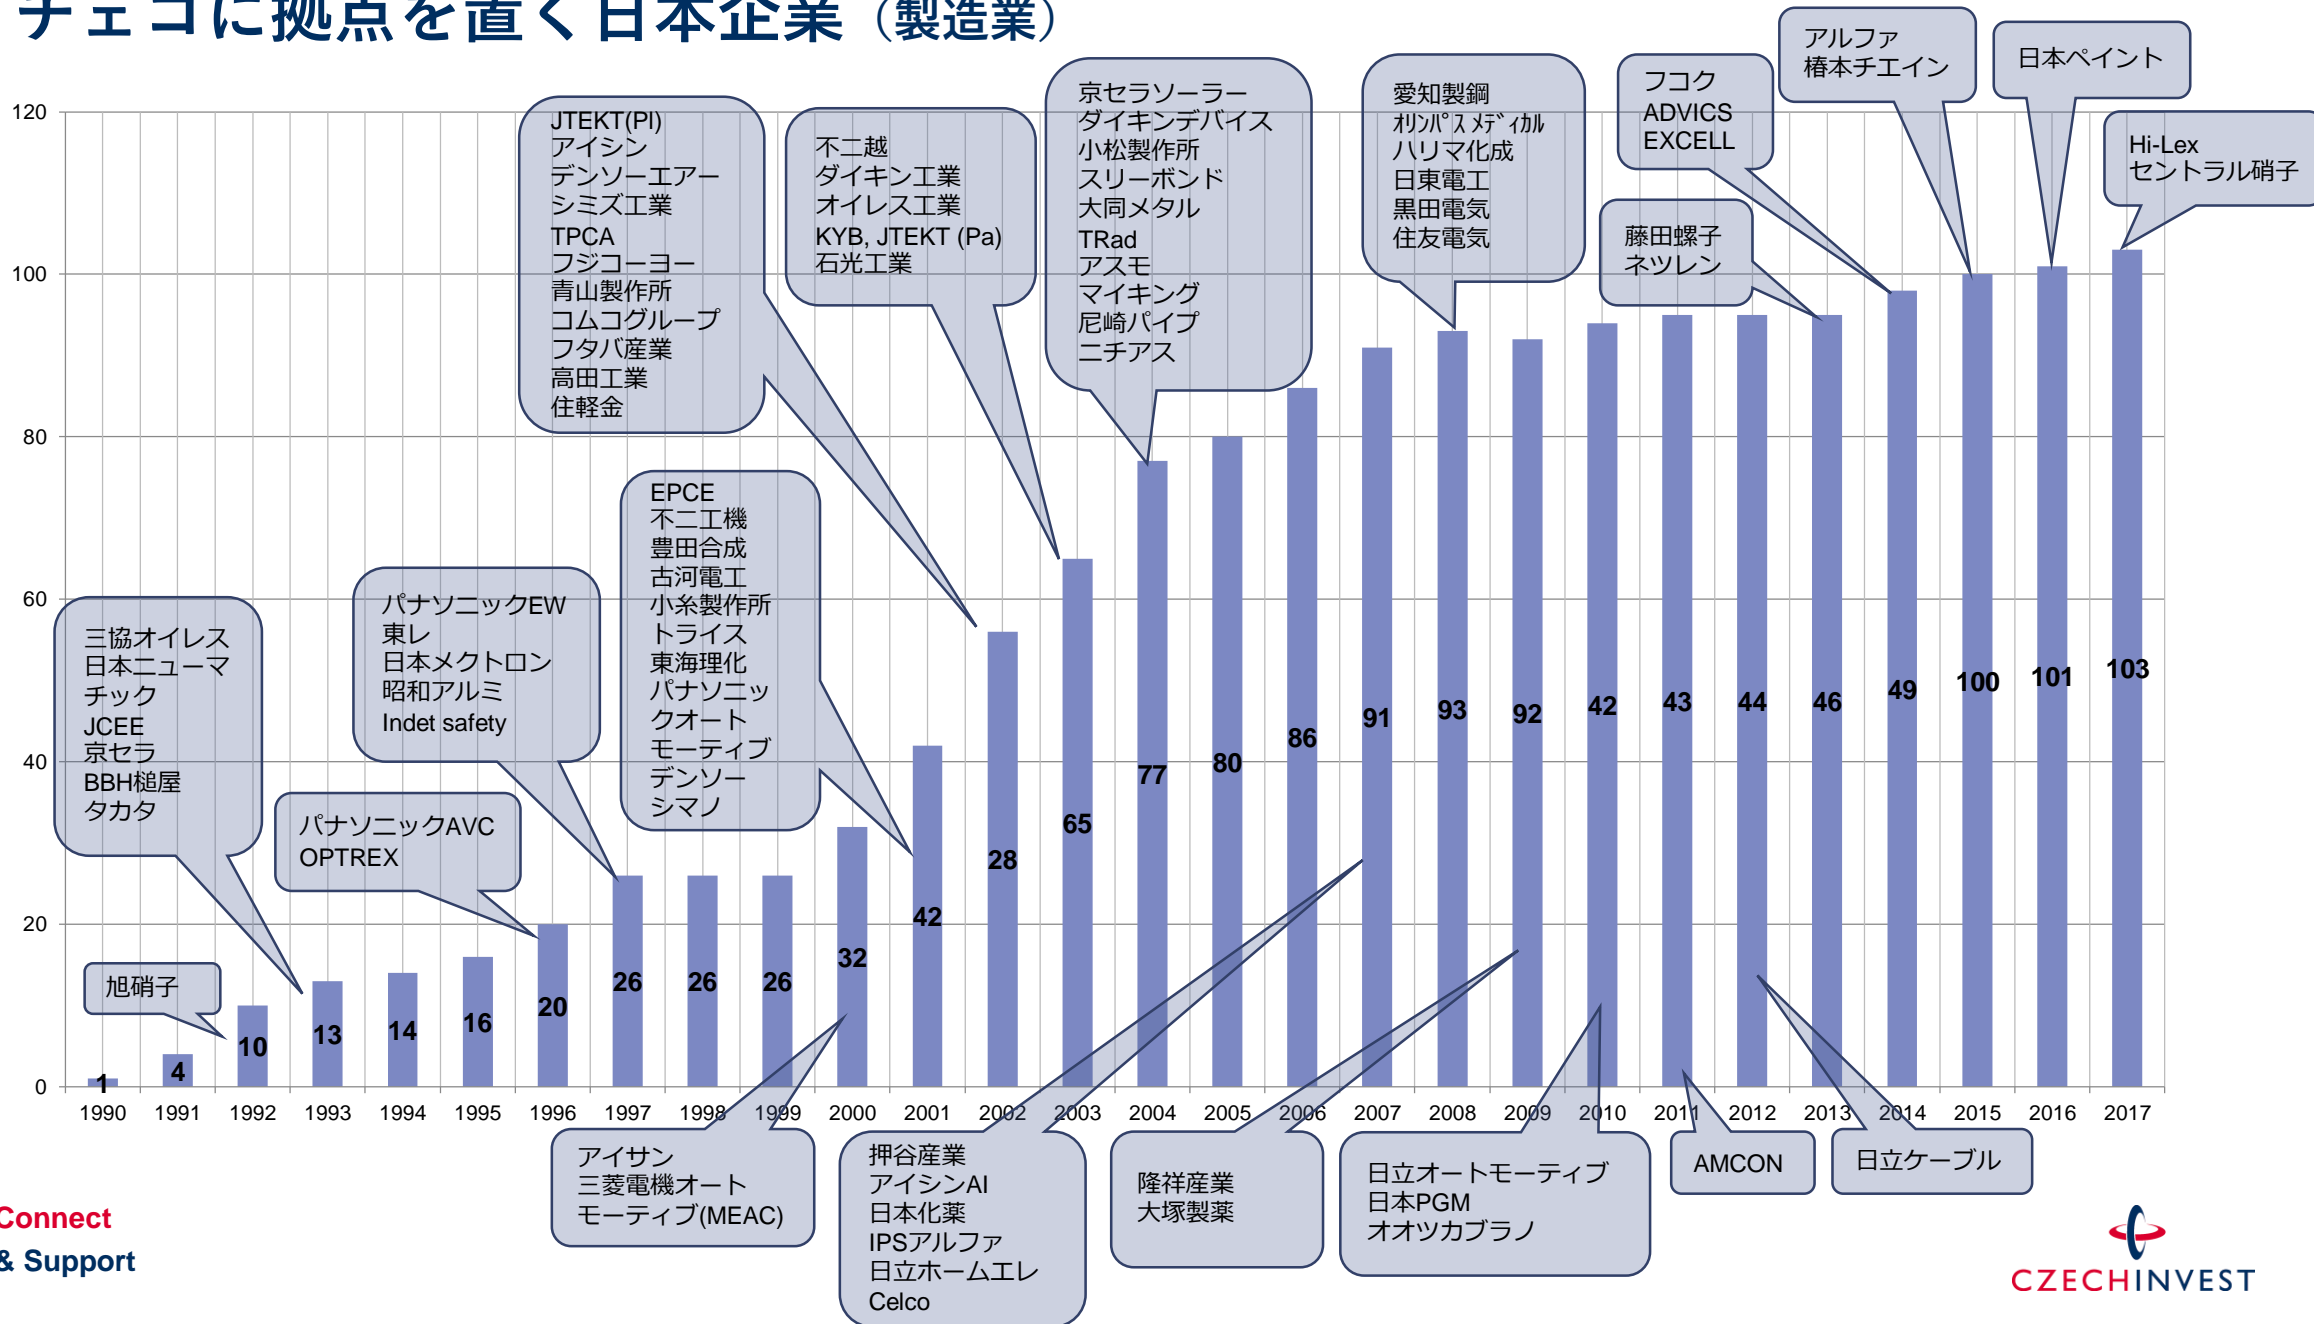 チェコに拠点を直く日本企業（製造業）
アルファ
椿本チエイン
日本ペイント
フコク
ADVICS
EXCELL
Hi-Lex
セントラル硝子
愛知製鋼
ｵﾘﾝﾊﾟｽﾒﾃﾞｨｶﾙ
ハリマ化成
日東電工
黒田電気
住友電気
藤田螺子
ネツレン
京セラソーラー
ダイキンデバイス
小松製作所
スリーボンド
大同メタル
TRad
アスモ
マイキング
尼崎パイプ
ニチアス
不二越
ダイキン工業
オイレス工業
KYB, JTEKT (Pa)
石光工業
JTEKT(Pl)
アイシン
デンソーエアー
シミズ工業
TPCA
フジコーヨー
青山製作所
コムコグループ
フタバ産業
高田工業
住軽金
EPCE
不二工機
豊田合成
古河電工
小糸製作所
トライス
東海理化
パナソニッ
クオート
モーティブ
デンソー
シマノ
パナソニックEW
東レ
日本メクトロン
昭和アルミ
Indet safety
三協オイレス
日本ニューマ
チック
JCEE
京セラ
BBH槌屋
タカタ
パナソニックAVC
OPTREX
旭硝子
120
100
80
60
40
20
0
1
4
10
13
14
16
20
26
26
26
32
42
28
65
77
80
86
91
93
92
42
43
44
46
49
100
101
103
1990 1991 1992 1993 1994 1995 1996 1997 1998 1999 2000 2001 2002 2003 2004 2005 2006 2007 2008 2009 2010 2011 2012 2013 2014 2015 2016 2017
アイサン
三菱電機オート
モーティブ(MEAC)
押谷産業
アイシンAI
日本化薬
IPSアルファ
日立ホームエレ
Celco
隆祥産業
大塚製薬
日立オートモーティブ
日本PGM
オオツカブラノ
AMCON
日立ケーブル
Connect
& Support
CZECHINVEST